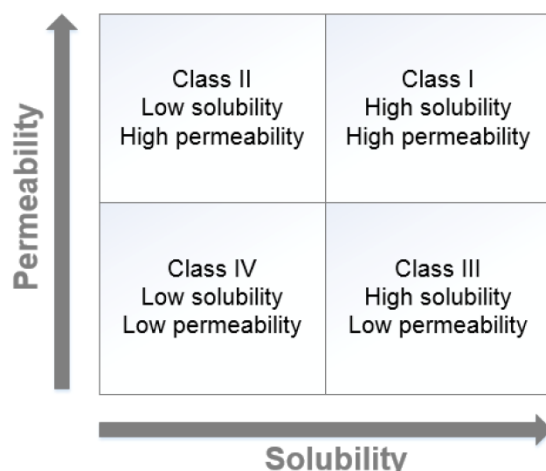 Permeability
Class II
Low solubility
High permeability
Class I
High solubility
High permeability
Class IV
Low solubility
Low permeability
Class III
High solubility
Low permeability
Solubility